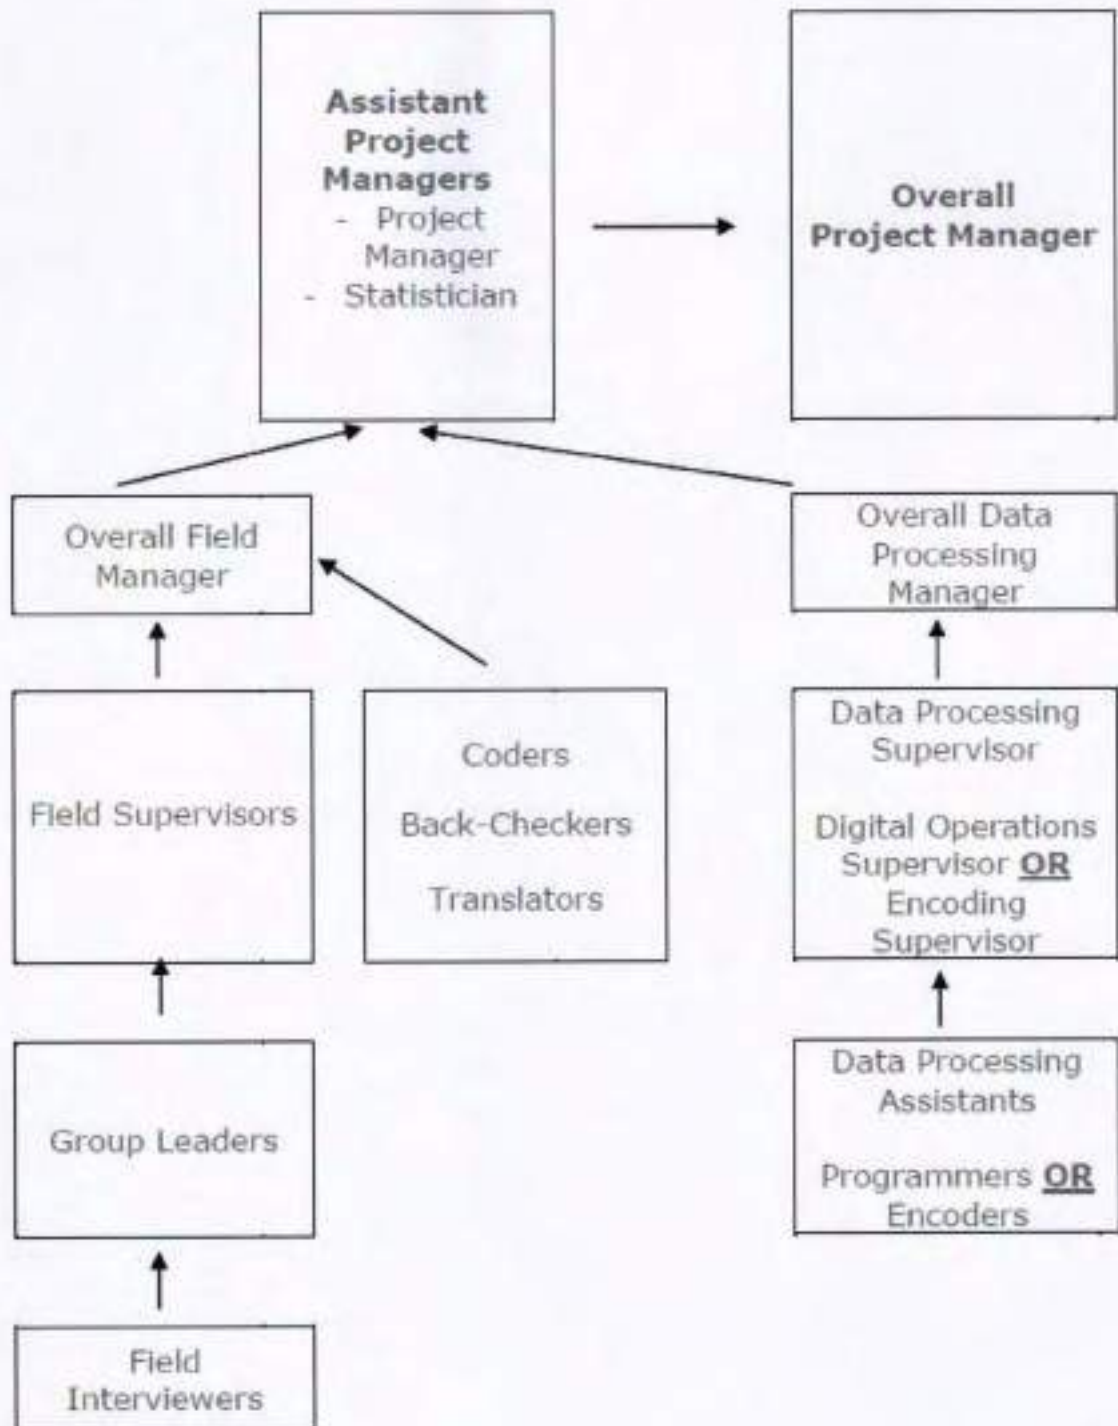 Assistant
Project
Managers
- Project
Manager
- Statistician
Overall
Project Manager
Overall Field
Manager
Overall Data
Processing
Manager
Field Supervisors
Coders
Back-Checkers
Translators
Data Processing
Supervisor
Digital Operations
Supervisor OR
Encoding
Supervisor
Group Leaders
Data Processing
Assistants
Programmers OR
Encoders
Field
Interviewers